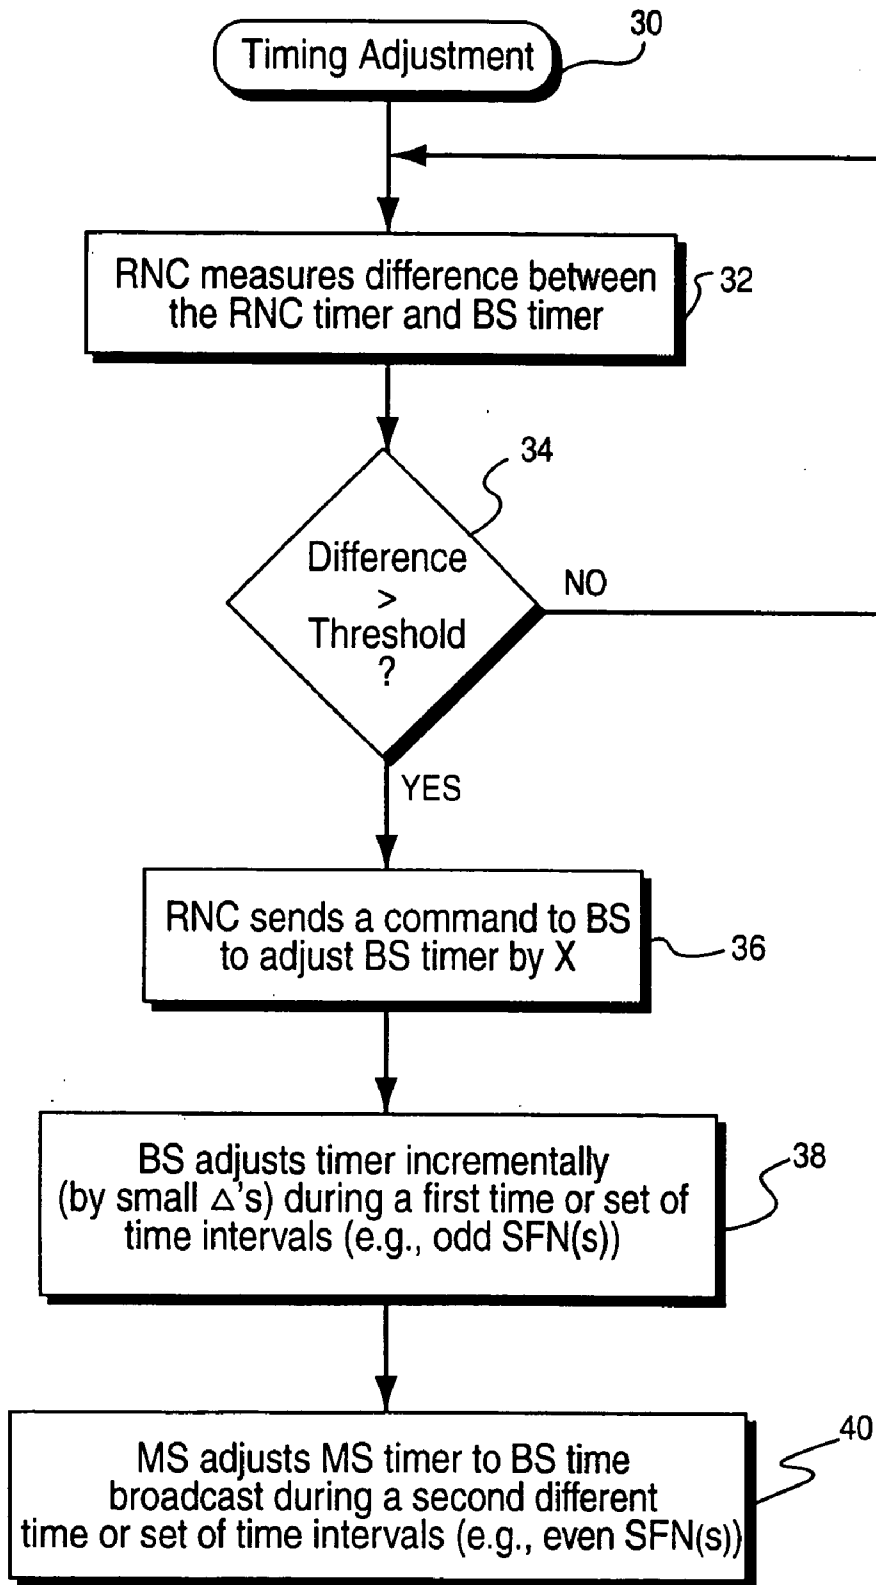 Timing Adjustment
30
RNC measures difference between
the RNC timer and BS timer
32
34
Difference
>
Threshold
?
NO
YES
RNC sends a command to BS
to adjust BS timer by X
36
BS adjusts timer incrementally
(by small △'s) during a first time or set of
time intervals (e.g., odd SFN(s))
38
MS adjusts MS timer to BS time
broadcast during a second different
time or set of time intervals (e.g., even SFN(s))
40